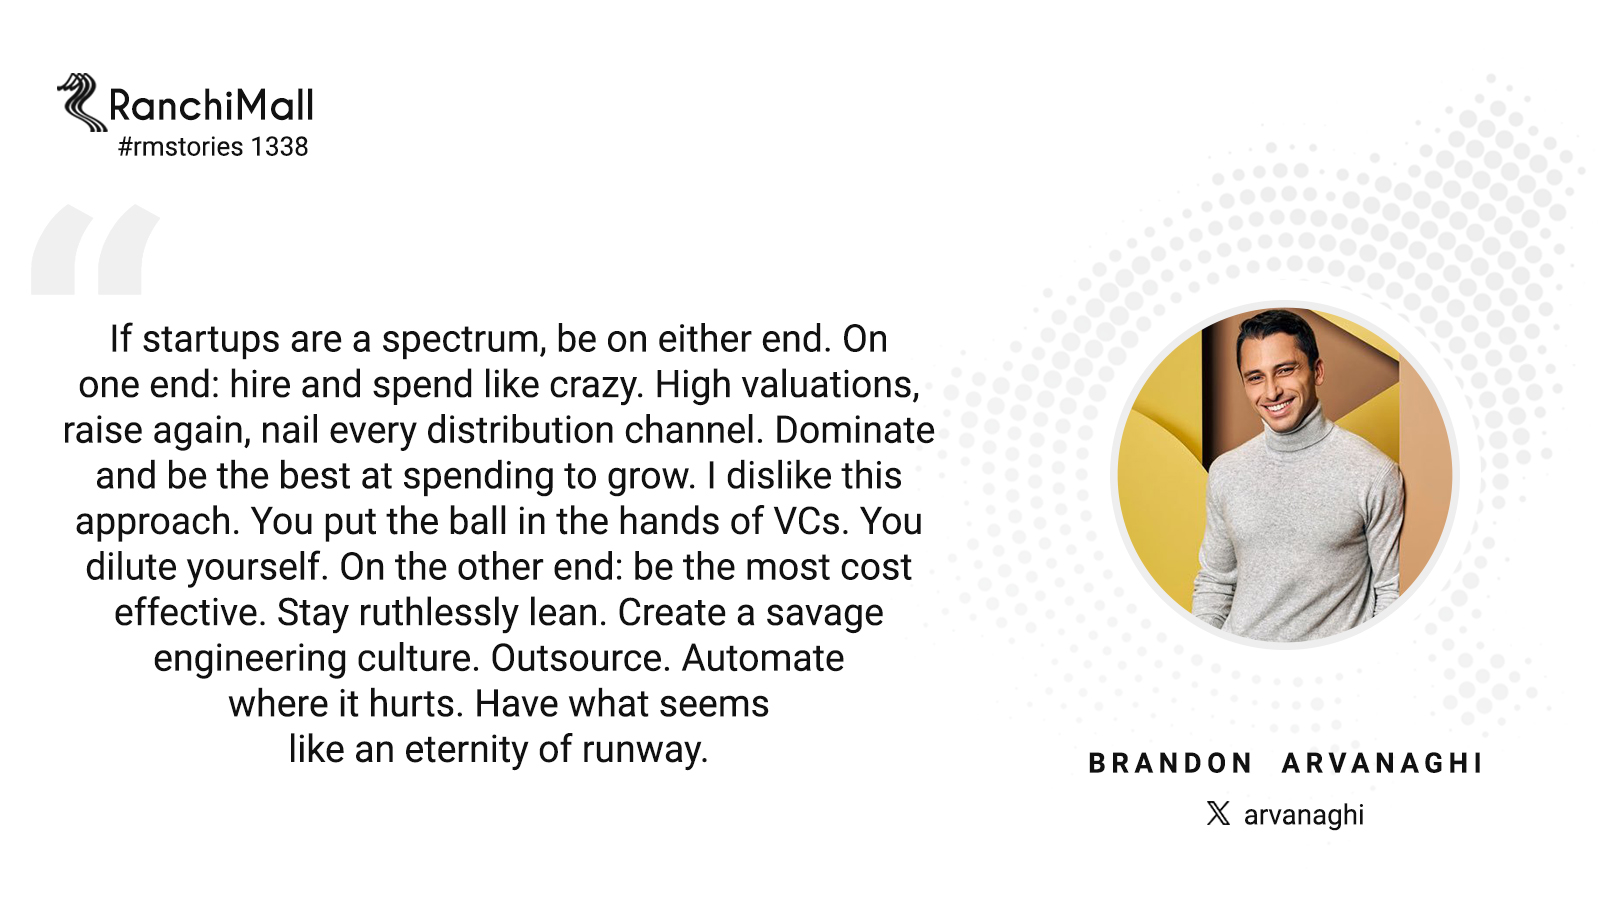 RanchiMall
#rmstories 1338
“
If startups are a spectrum, be on either end. On
one end: hire and spend like crazy. High valuations,
raise again, nail every distribution channel. Dominate
and be the best at spending to grow. I dislike this
approach. You put the ball in the hands of VCs. You
dilute yourself. On the other end: be the most cost
effective. Stay ruthlessly lean. Create a savage
engineering culture. Outsource. Automate
where it hurts. Have what seems
like an eternity of runway.
BRANDON ARVANAGHI
X arvanaghi